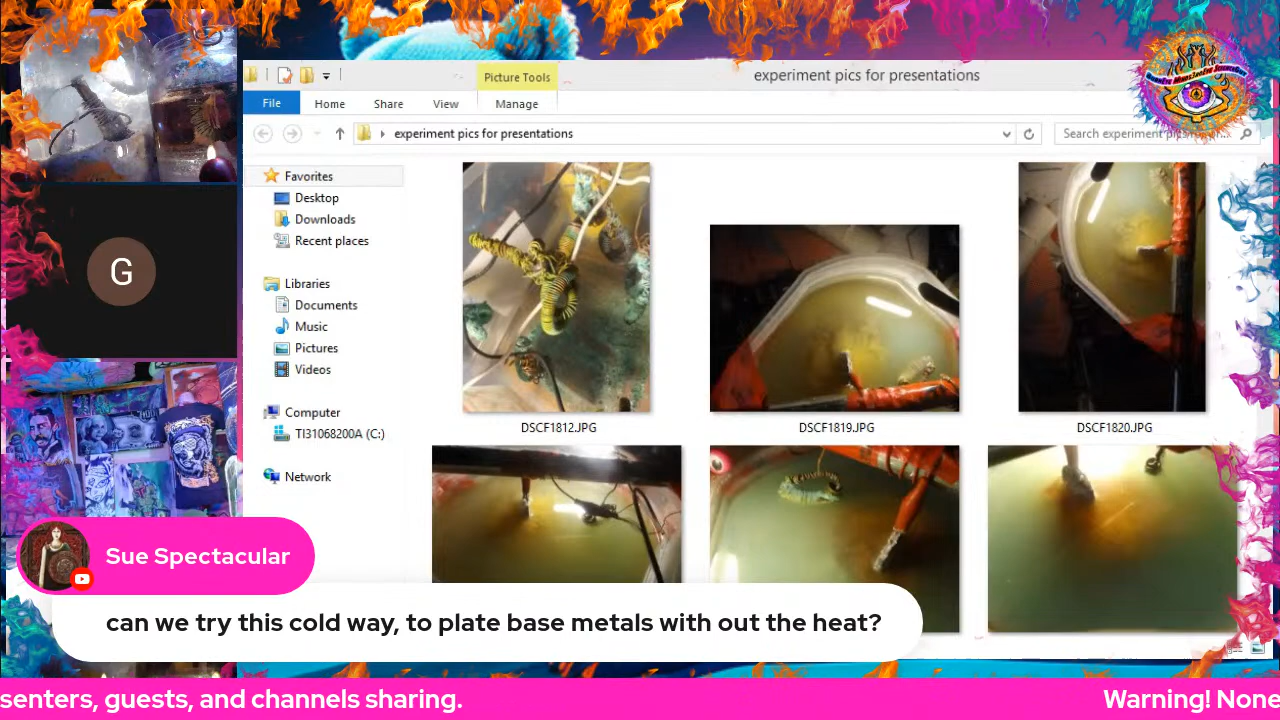 Picture Tools
experiment pics for presentations
File
Home
Share
View
Manage
experiment pics for presentations
Search experiment
Favorites
Desktop
Downloads
Recent places
Libraries
Documents
Music
Pictures
Videos
Computer
TI31068200A (C:)
Network
G
DSCF1812.JPG
DSCF1819.JPG
DSCF1820.JPG
Sue Spectacular
can we try this cold way, to plate base metals with out the heat?
senters, guests, and channels sharing.
Warning! None